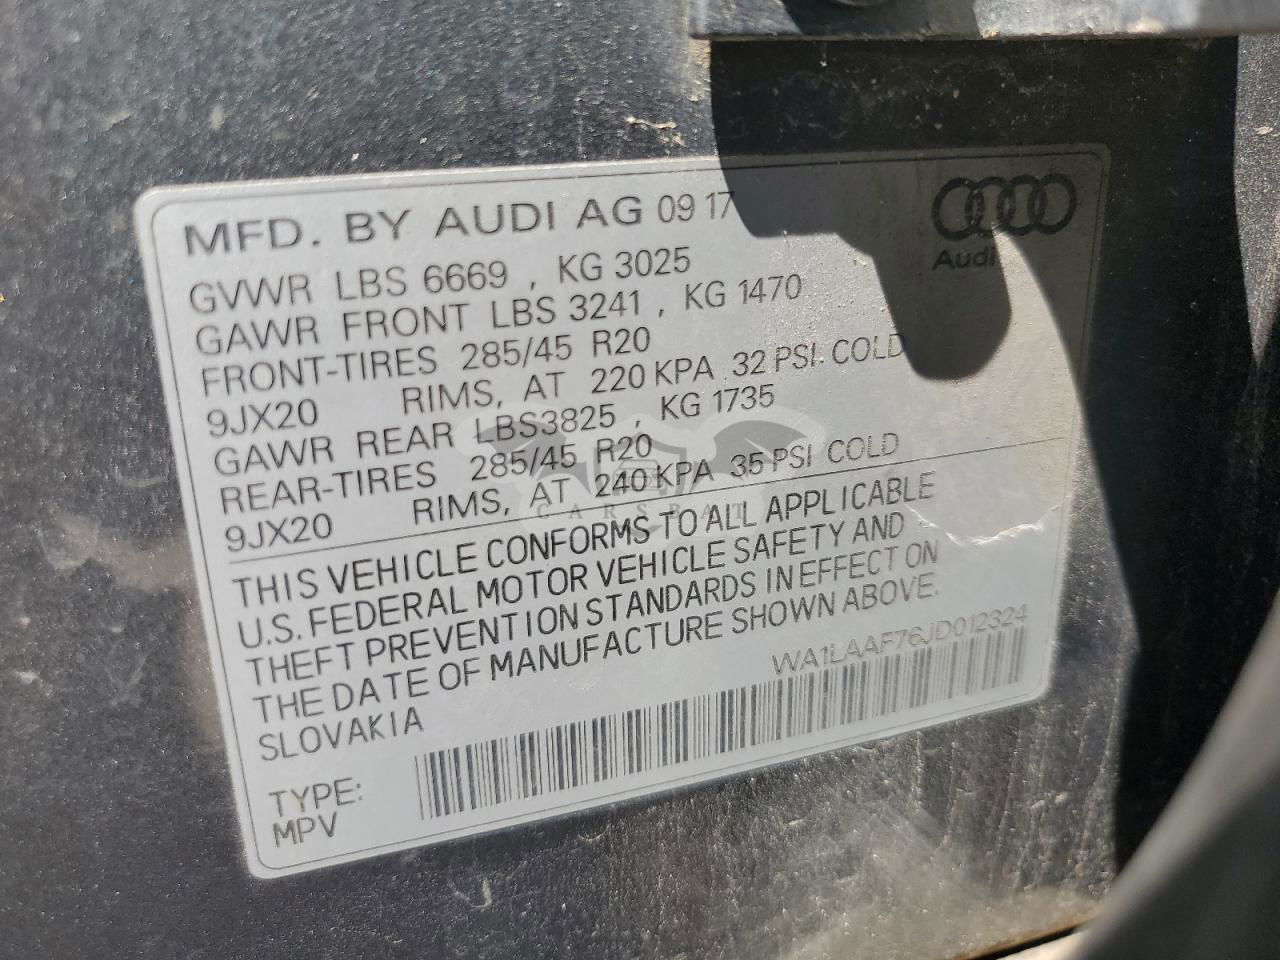 MFD. BY AUDI AG 09 17
Audi
GVWR LBS 6669 , KG 3025
GAWR FRONT LBS 3241 , KG 1470
FRONT-TIRES 285/45 R20
9JX20 RIMS, AT 220 KPA 32 PSI. COLD
GAWR REAR LBS3825 , KG 1735
REAR-TIRES 285/45 R20
9JX20 RIMS, AT 240 KPA 35 PSI COLD
CARSBAT
THIS VEHICLE CONFORMS TO ALL APPLICABLE
U.S. FEDERAL MOTOR VEHICLE SAFETY AND
THEFT PREVENTION STANDARDS IN EFFECT ON
THE DATE OF MANUFACTURE SHOWN ABOVE.
SLOVAKIA
WA1LAAF76JD012324
TYPE:
MPV